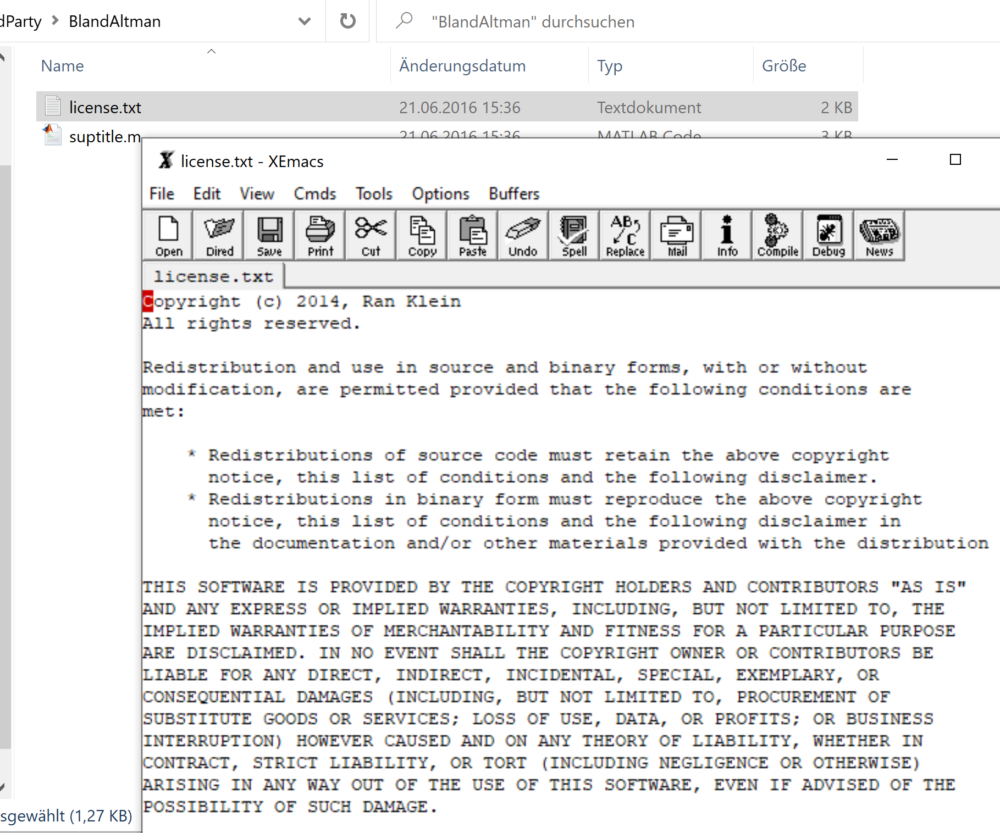 dParty > BlandAltman
"BlandAltman" durchsuchen
Name Änderungsdatum Typ Größe
license.txt 21.06.2016 15:36 Textdokument 2 KB
suptitle.m 21.06.2016 15:36 MATLAB Code 3 KB
license.txt - XEmacs
File Edit View Cmds Tools Options Buffers
Open Dired Save Print Cut Copy Paste Undo Spell Replace Mail Info Compile Debug News
license.txt
Copyright (c) 2014, Ran Klein
All rights reserved.
Redistribution and use in source and binary forms, with or without
modification, are permitted provided that the following conditions are
met:
* Redistributions of source code must retain the above copyright
notice, this list of conditions and the following disclaimer.
* Redistributions in binary form must reproduce the above copyright
notice, this list of conditions and the following disclaimer in
the documentation and/or other materials provided with the distribution
THIS SOFTWARE IS PROVIDED BY THE COPYRIGHT HOLDERS AND CONTRIBUTORS "AS IS"
AND ANY EXPRESS OR IMPLIED WARRANTIES, INCLUDING, BUT NOT LIMITED TO, THE
IMPLIED WARRANTIES OF MERCHANTABILITY AND FITNESS FOR A PARTICULAR PURPOSE
ARE DISCLAIMED. IN NO EVENT SHALL THE COPYRIGHT OWNER OR CONTRIBUTORS BE
LIABLE FOR ANY DIRECT, INDIRECT, INCIDENTAL, SPECIAL, EXEMPLARY, OR
CONSEQUENTIAL DAMAGES (INCLUDING, BUT NOT LIMITED TO, PROCUREMENT OF
SUBSTITUTE GOODS OR SERVICES; LOSS OF USE, DATA, OR PROFITS; OR BUSINESS
INTERRUPTION) HOWEVER CAUSED AND ON ANY THEORY OF LIABILITY, WHETHER IN
CONTRACT, STRICT LIABILITY, OR TORT (INCLUDING NEGLIGENCE OR OTHERWISE)
ARISING IN ANY WAY OUT OF THE USE OF THIS SOFTWARE, EVEN IF ADVISED OF THE
POSSIBILITY OF SUCH DAMAGE.
sgewählt (1,27 KB)